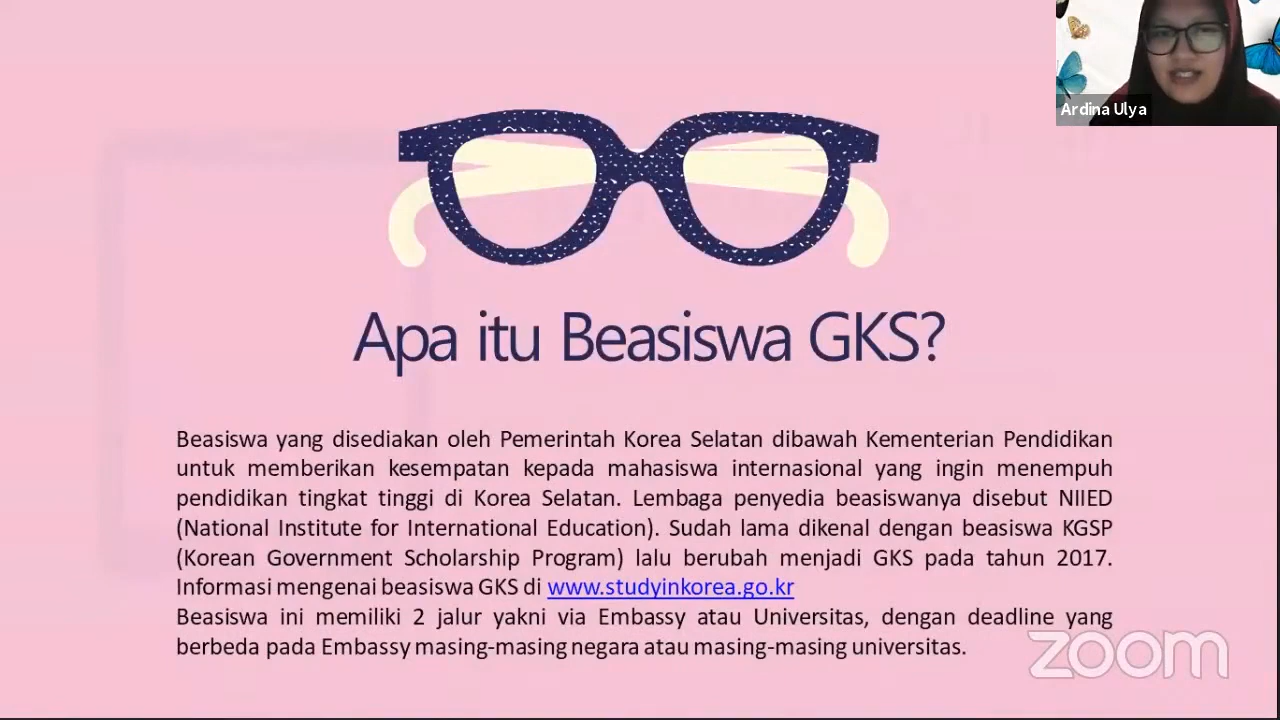 Ardina Ulya
Apa itu Beasiswa GKS?
Beasiswa yang disediakan oleh Pemerintah Korea Selatan dibawah Kementerian Pendidikan
untuk memberikan kesempatan kepada mahasiswa internasional yang ingin menempuh
pendidikan tingkat tinggi di Korea Selatan. Lembaga penyedia beasiswanya disebut NIIED
(National Institute for International Education). Sudah lama dikenal dengan beasiswa KGSP
(Korean Government Scholarship Program) lalu berubah menjadi GKS pada tahun 2017.
Informasi mengenai beasiswa GKS di www.studyinkorea.go.kr
Beasiswa ini memiliki 2 jalur yakni via Embassy atau Universitas, dengan deadline yang
berbeda pada Embassy masing-masing negara atau masing-masing universitas.
zoom